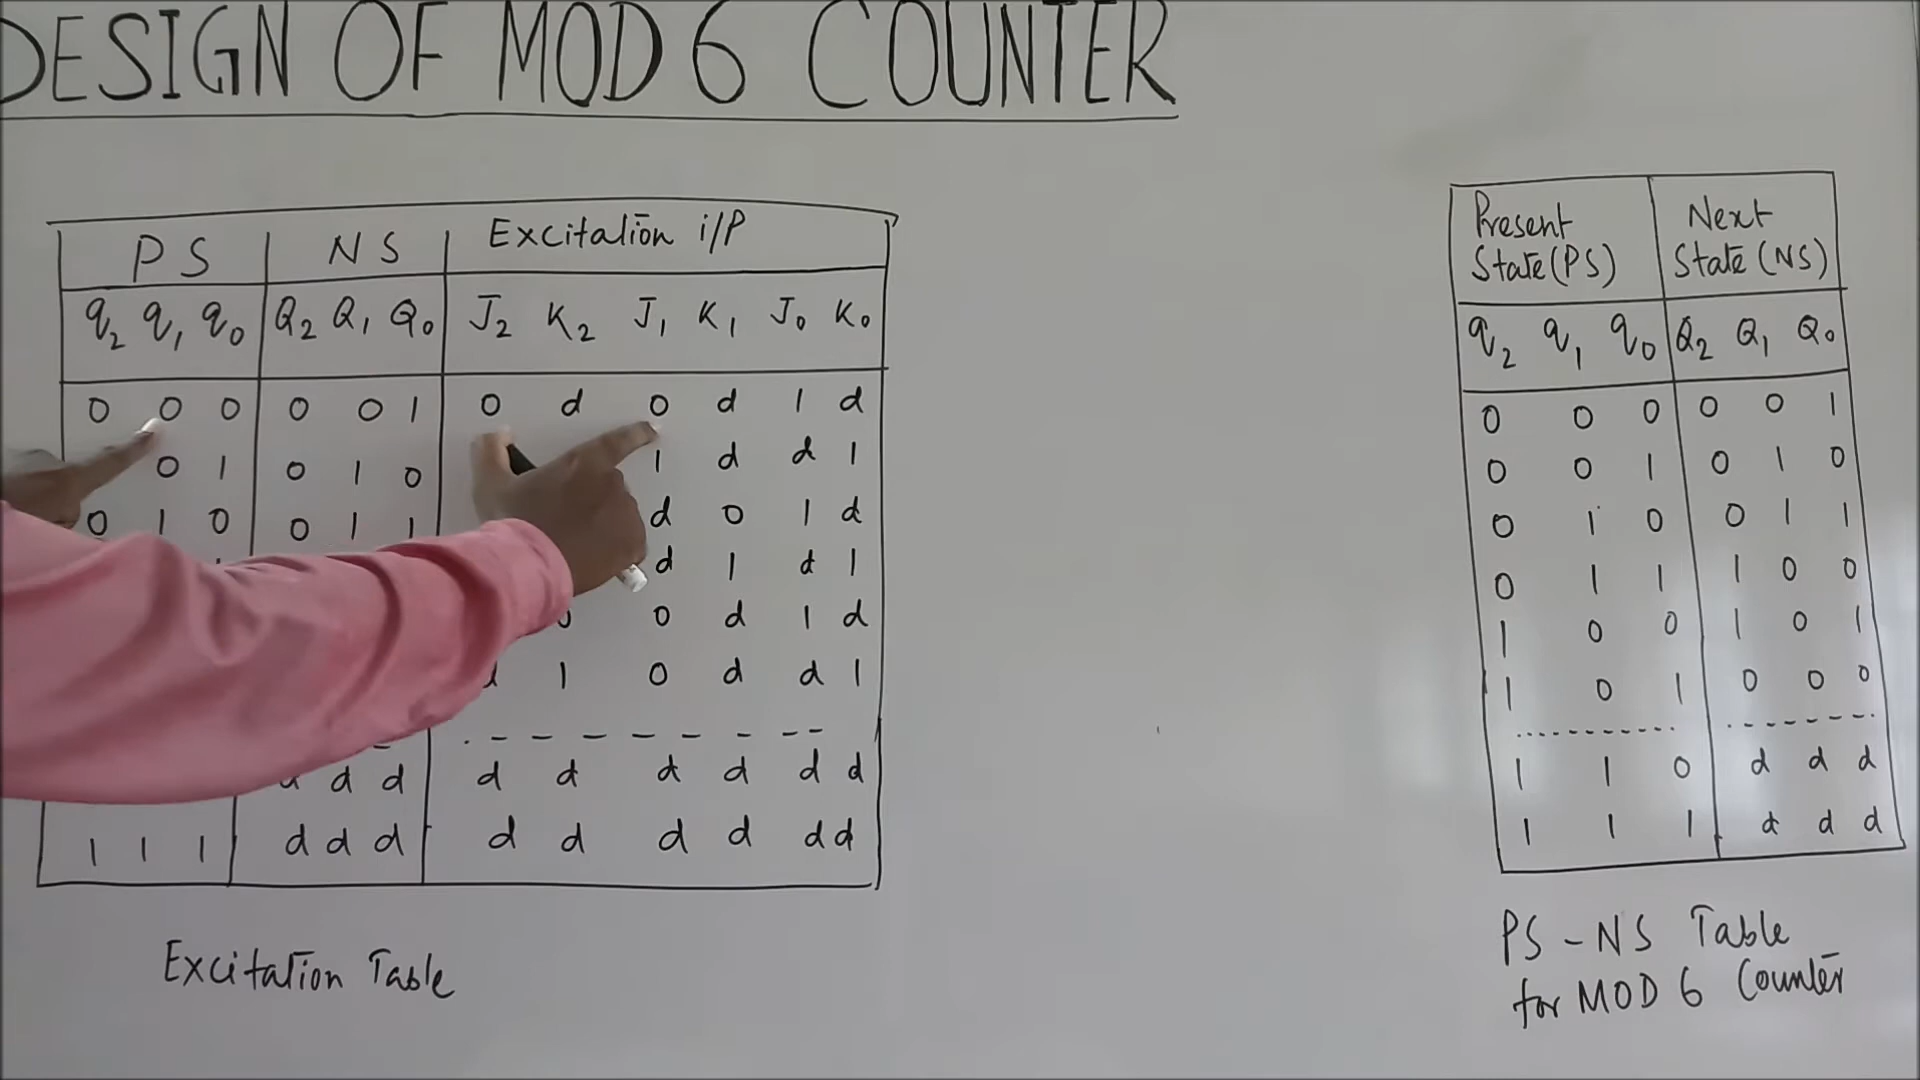 DESIGN OF MOD 6 COUNTER
PS NS Excitation i/P
q2 q1 q0 Q2 Q1 Q0 J2 K2 J1 K1 J0 K0
0 0 0 0 0 1 0 d 0 d 1 d
0 1 0 1 0 1 d d 1
0 1 0 0 1 1 d 0 1 d
d 1 d 1
0 d 1 d
1 0 d d 1
d d d d d d d d
1 1 1 d d d d d d d d d
Excitation Table
Present State (PS) Next State (NS)
q2 q1 q0 Q2 Q1 Q0
0 0 0 0 0 1
0 0 1 0 1 0
0 1 0 0 1 1
0 1 1 1 0 0
1 0 0 1 0 1
1 0 1 0 0 0
1 1 0 d d d
1 1 1 d d d
PS - NS Table
for MOD 6 Counter